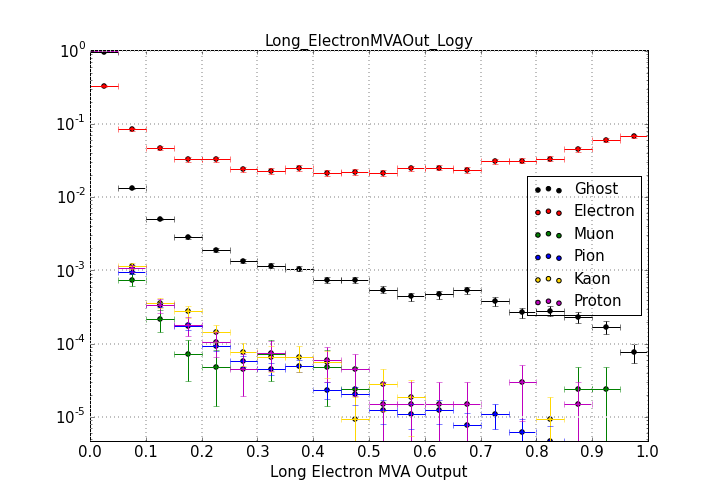 Long_ElectronMVAOut_Logy
10^0
10^-1
10^-2
10^-3
10^-4
10^-5
Ghost
Electron
Muon
Pion
Kaon
Proton
0.0 0.1 0.2 0.3 0.4 0.5 0.6 0.7 0.8 0.9 1.0
Long Electron MVA Output